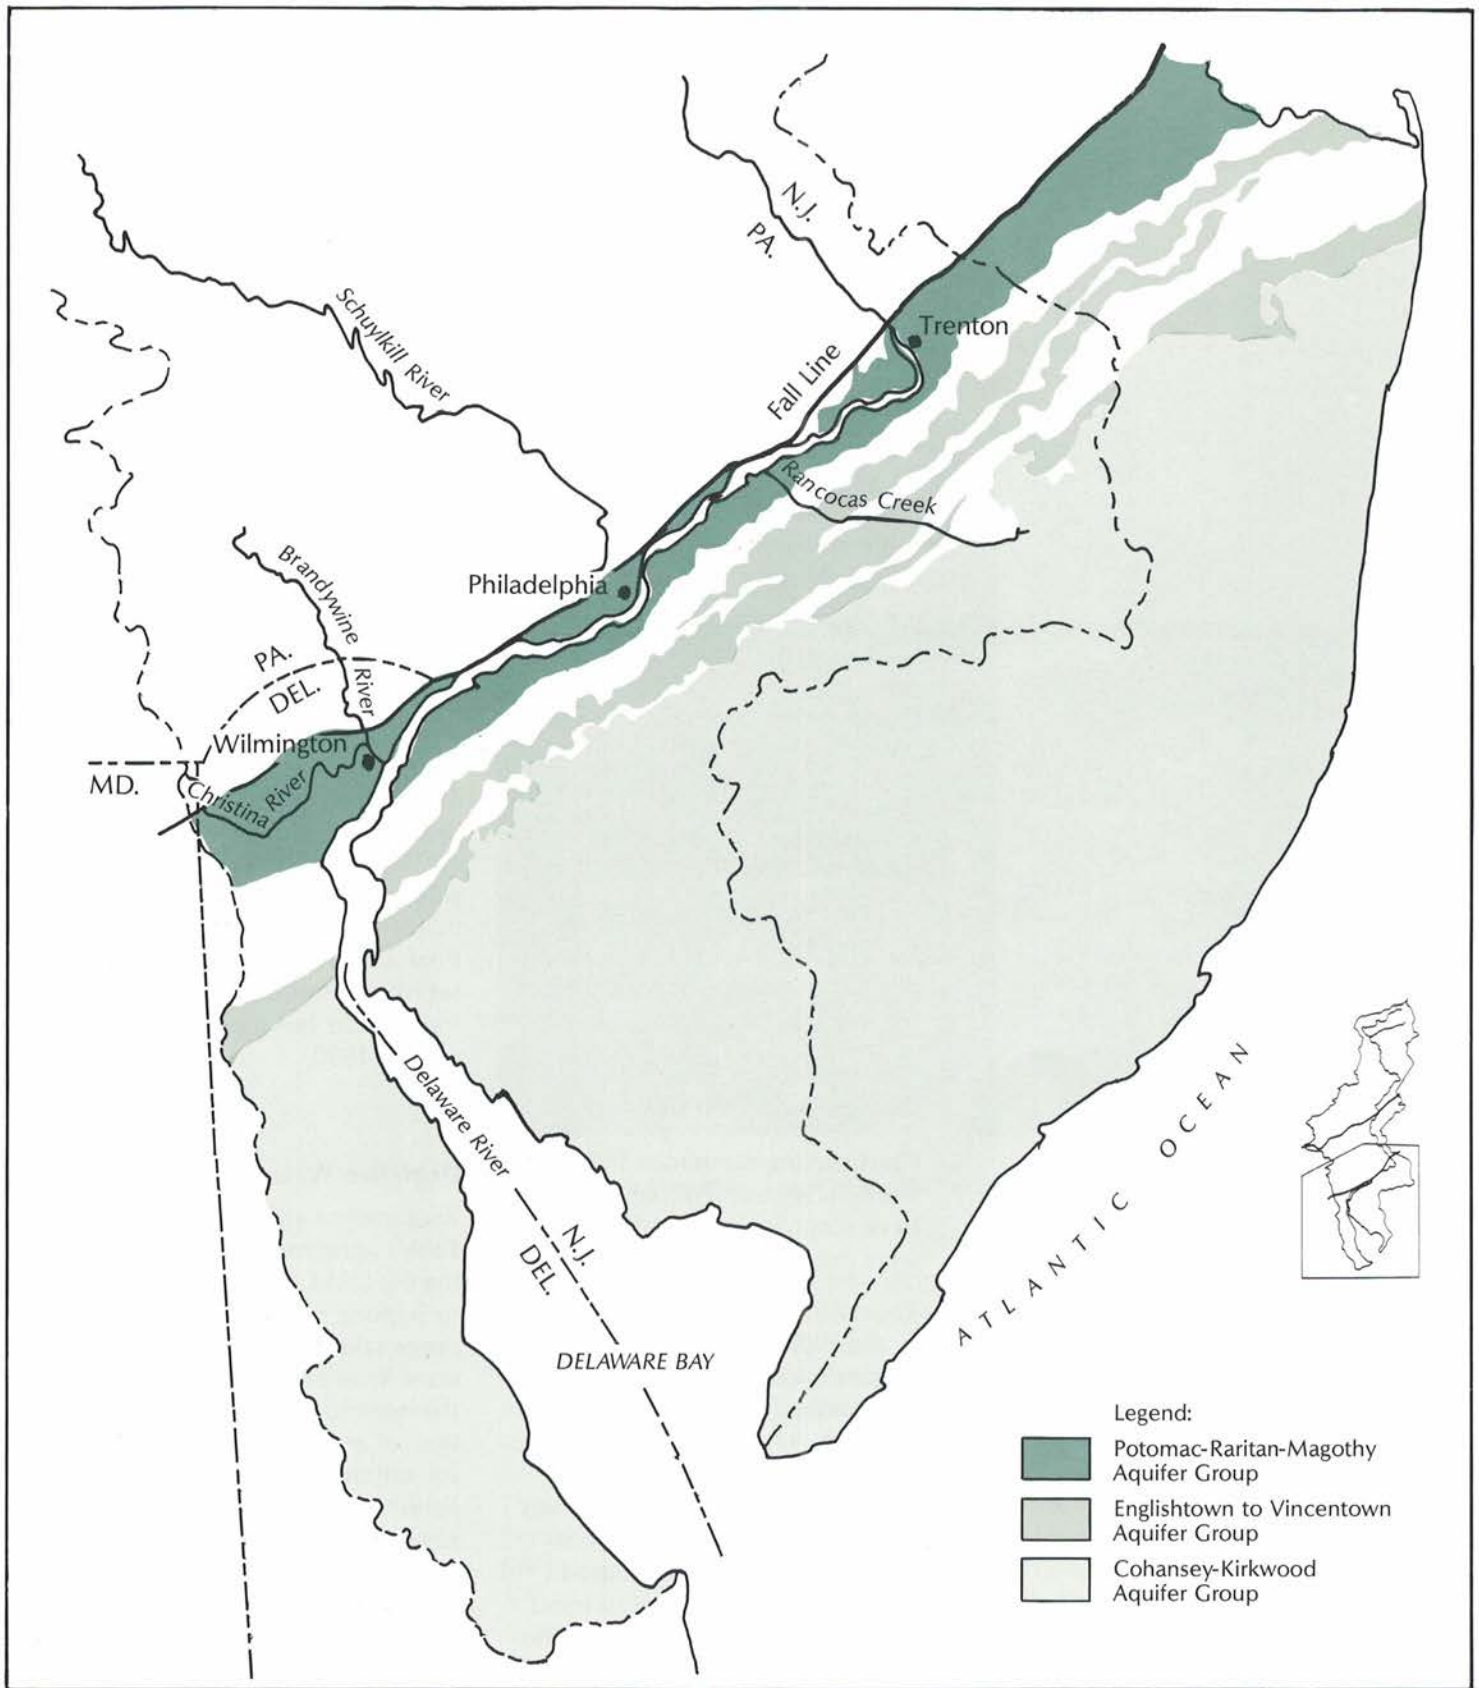 N.J.
PA.
Schuylkill River
Trenton
Fall Line
Rancocas Creek
Brandywine River
Philadelphia
PA.
DEL.
Wilmington
MD.
Christina River
Delaware River
N.J.
DEL.
DELAWARE BAY
ATLANTIC OCEAN
Legend:
Potomac-Raritan-Magothy
Aquifer Group
Englishtown to Vincentown
Aquifer Group
Cohansey-Kirkwood
Aquifer Group